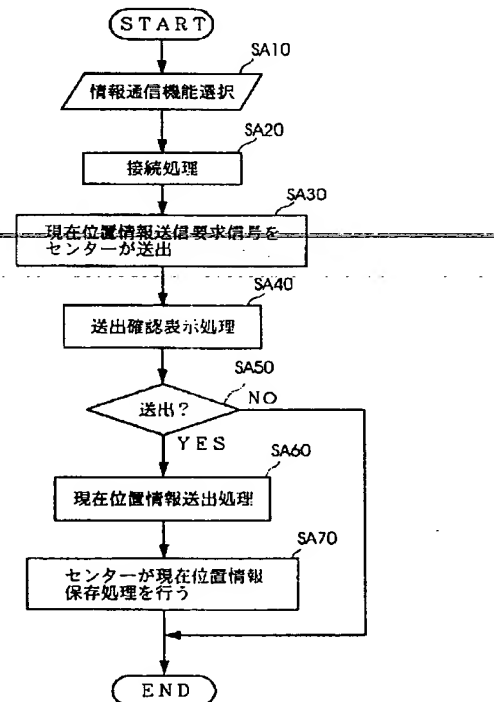 START
SA10
情報通信機能選択
SA20
接続処理
SA30
現在位置情報送信要求信号を
センターが送出
SA40
送出確認表示処理
SA50
送出?
NO
YES
SA60
現在位置情報送出処理
SA70
センターが現在位置情報
保存処理を行う
END